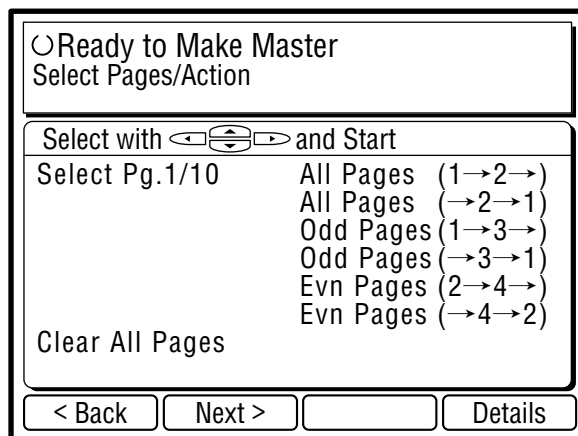 Ready to Make Master
Select Pages/Action
Select with and Start
Select Pg.1/10 All Pages (1→2→)
All Pages (→2→1)
Odd Pages (1→3→)
Odd Pages (→3→1)
Evn Pages (2→4→)
Evn Pages (→4→2)
Clear All Pages
< Back Next > Details